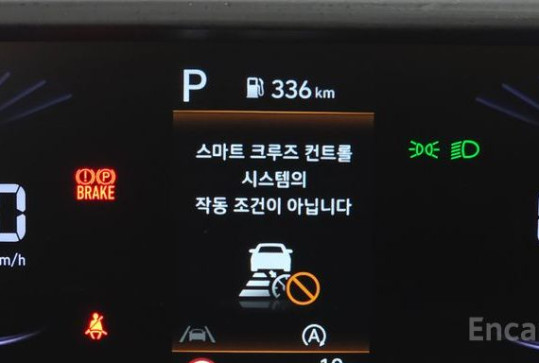 P 336 km
스마트 크루즈 컨트롤
시스템의
작동 조건이 아닙니다
BRAKE
m/h
A
Enca